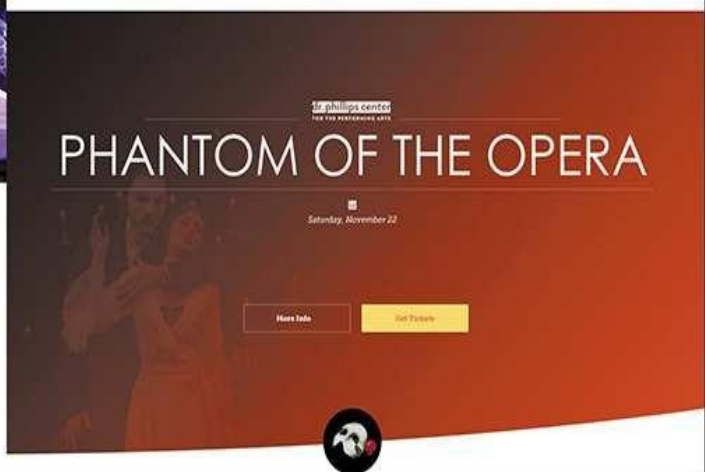 dr. phillips center
FOR THE PERFORMING ARTS
PHANTOM OF THE OPERA
Saturday, November 22
More Info
Get Tickets